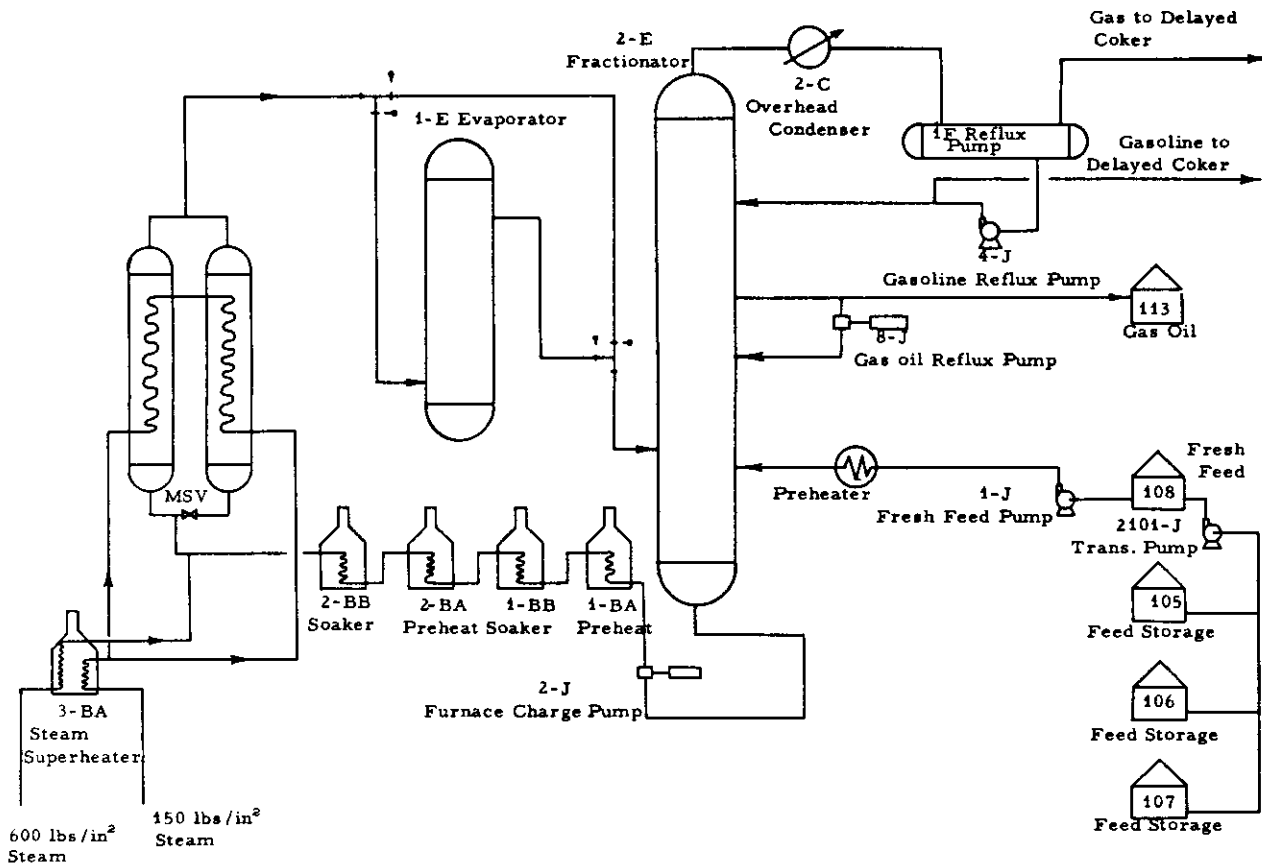 Gas to Delayed
Coker
2-E
Fractionator
2-C
Overhead
Condenser
1-E Evaporator
1E Reflux
Pump
Gasoline to
Delayed Coker
4-J
Gasoline Reflux Pump
113
Gas Oil
8-J
Gas oil Reflux Pump
MSV
Preheater
1-J
Fresh Feed Pump
Fresh
Feed
108
2101-J
Trans. Pump
2-BB
Soaker
2-BA
Preheat
1-BB
Soaker
1-BA
Preheat
105
Feed Storage
2-J
Furnace Charge Pump
3-BA
Steam
Superheater
106
Feed Storage
107
Feed Storage
600 lbs/in²
Steam
150 lbs/in²
Steam